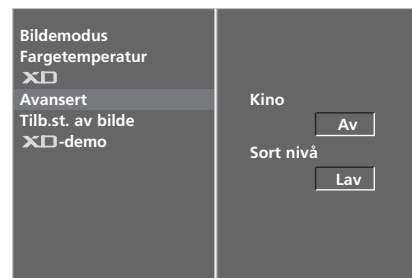 Bildemodus
Fargetemperatur
XD
Avansert
Tilb.st. av bilde
XD-demo
Kino
Av
Sort nivå
Lav